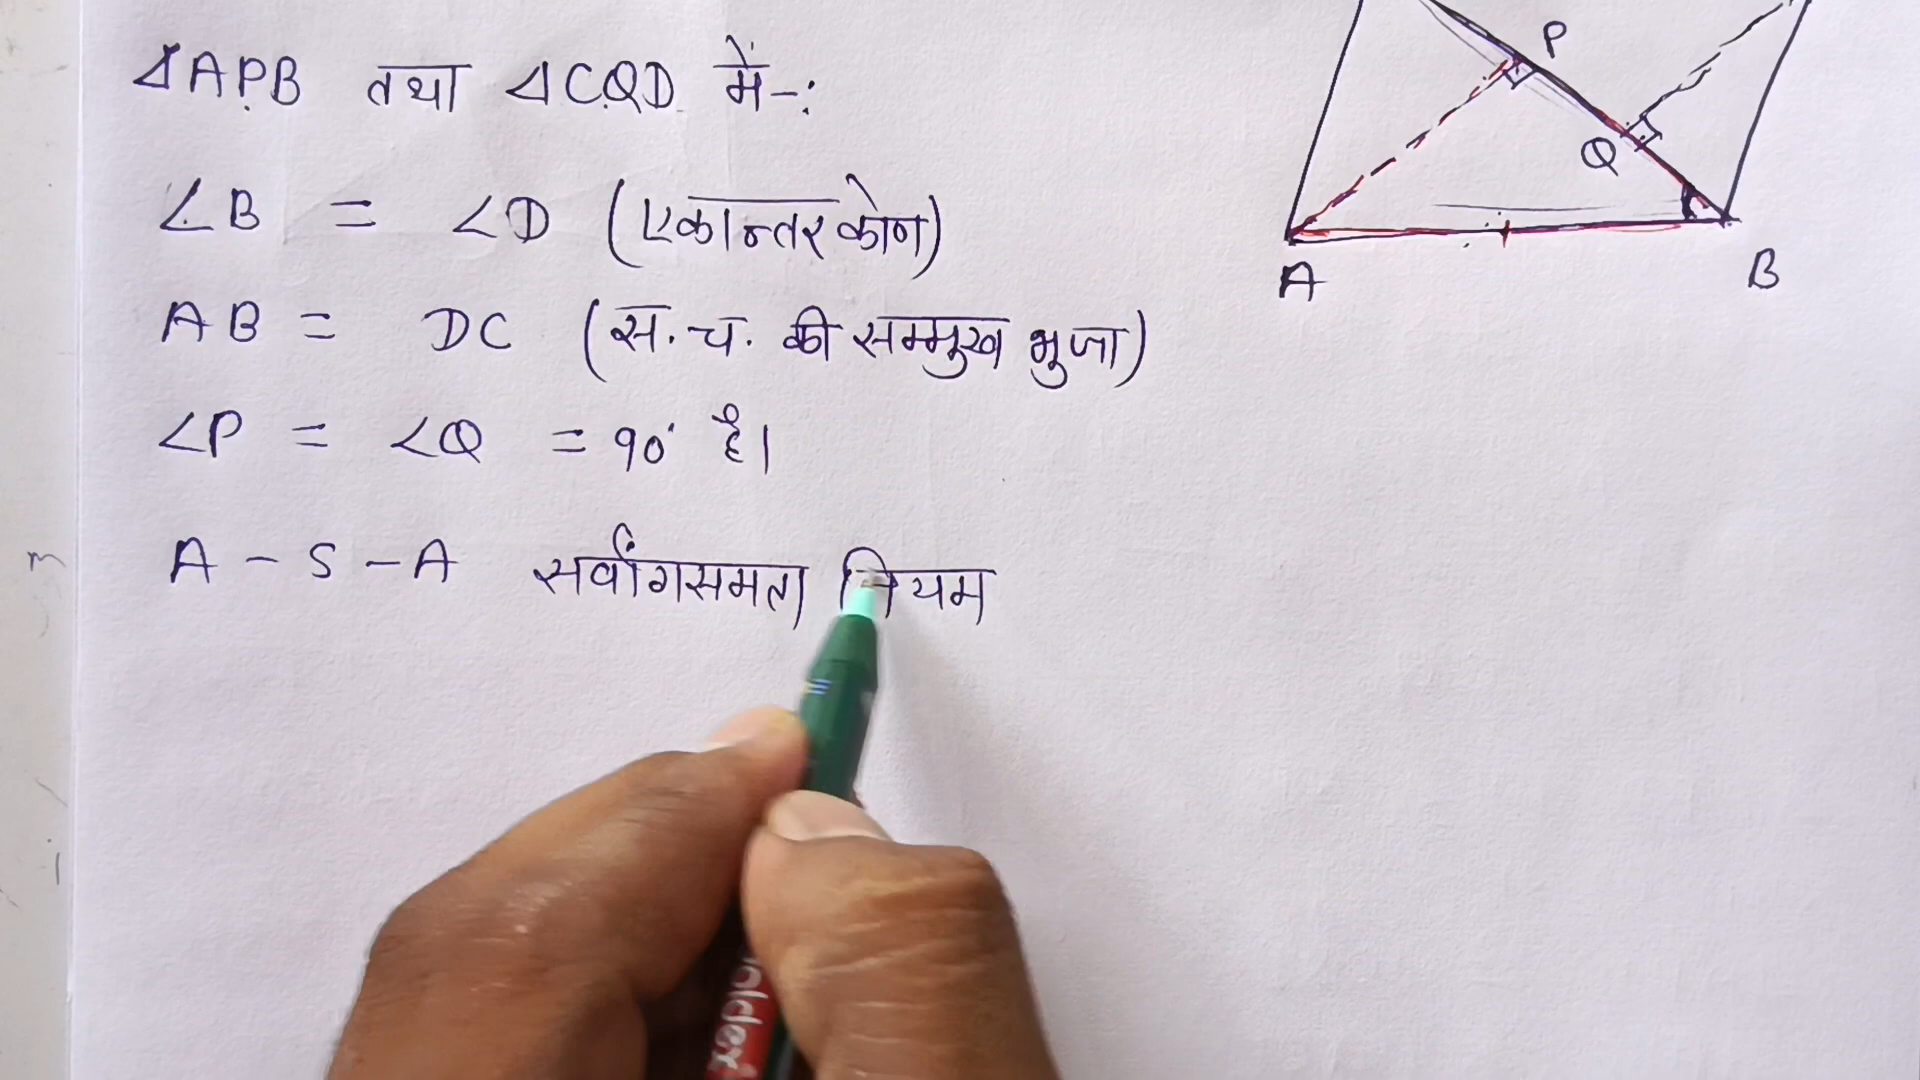 △APB तथा △CQD में-:
∠B = ∠D (एकान्तर कोण)
AB = DC (स. च. की सम्मुख भुजा)
∠P = ∠Q = 90° है।
A - S - A सर्वांगसमता नियम
P
Q
A
B